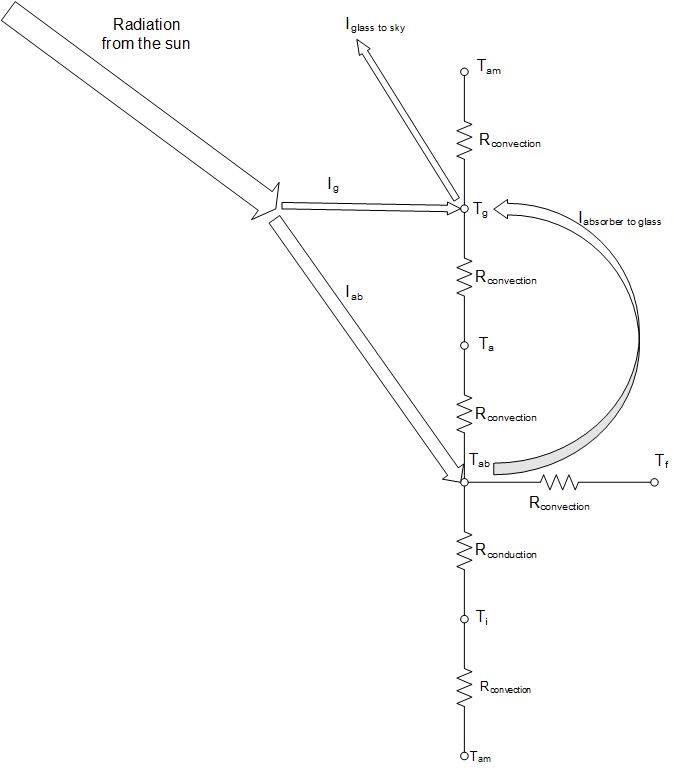 Radiation
from the sun
I glass to sky
Tam
Rconvection
Ig
Tg
Iabsorber to glass
Rconvection
Iab
Ta
Rconvection
Tab
Tf
Rconvection
Rconduction
Ti
Rconvection
Tam